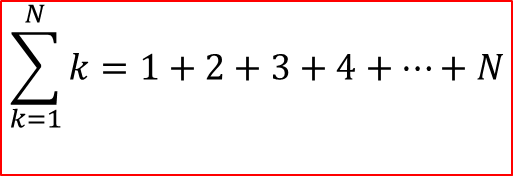 ∑_{k=1}^{N} k = 1 + 2 + 3 + 4 + ⋯ + N